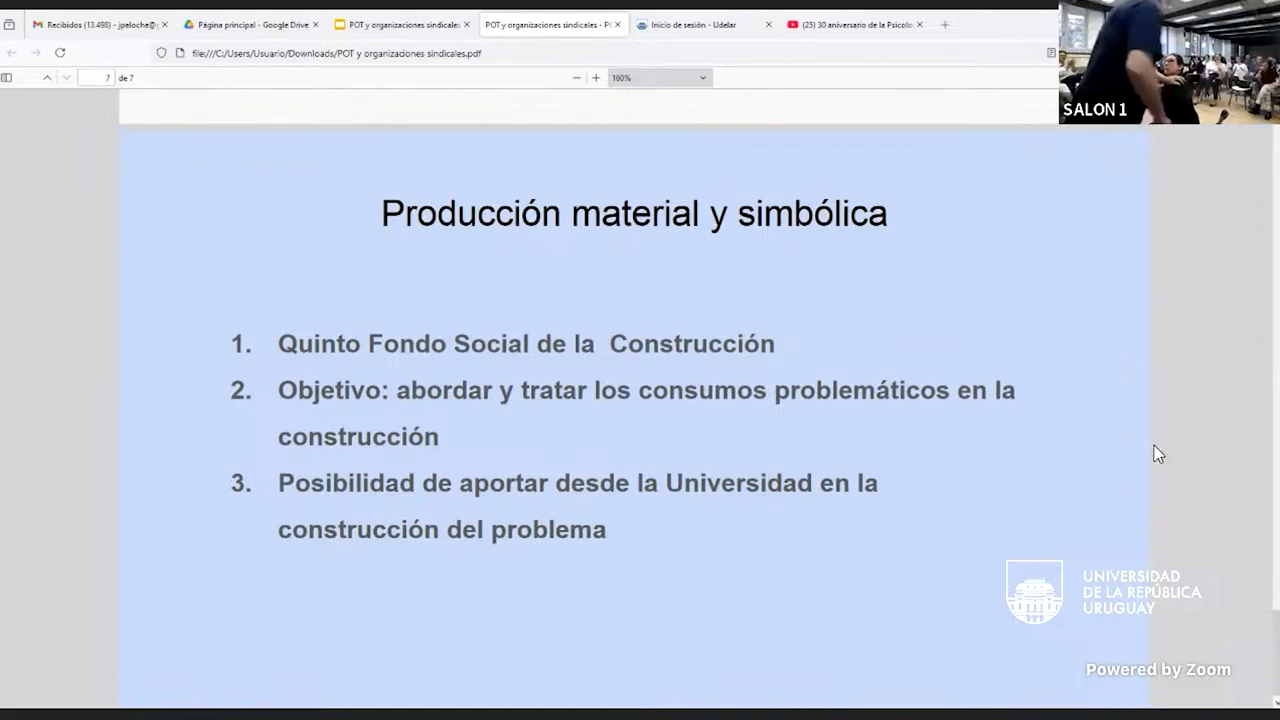 Recibidos (13.498) - jpeloche@
Página principal - Google Drive
POT y organizaciones sindicales.
POT y organizaciones sindicales - P
Inicio de sesión - Udelar
(25) 30 aniversario de la Psicolo
file:///C:/Users/Usuario/Downloads/POT y organizaciones sindicales.pdf
7 de 7
160%
SALON 1
Producción material y simbólica
1. Quinto Fondo Social de la Construcción
2. Objetivo: abordar y tratar los consumos problemáticos en la
construcción
3. Posibilidad de aportar desde la Universidad en la
construcción del problema
UNIVERSIDAD
DE LA REPÚBLICA
URUGUAY
Powered by Zoom